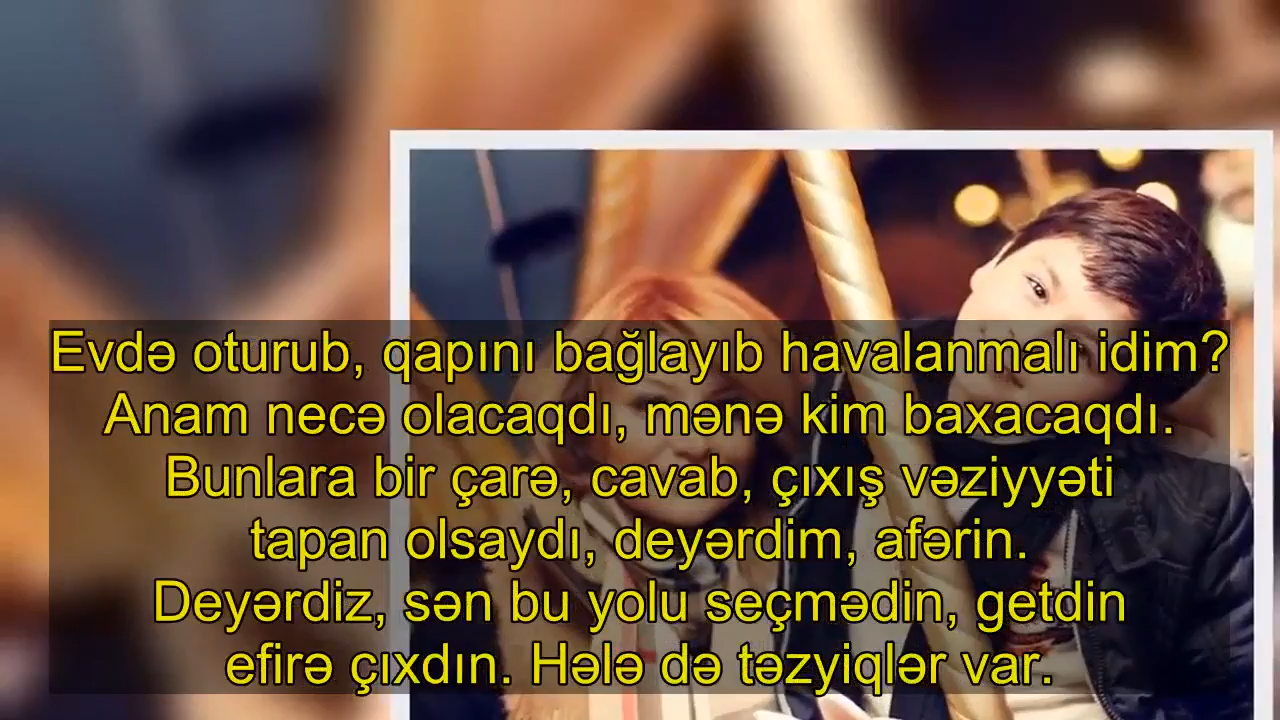 Evdə oturub, qapını bağlayıb havalanmalı idim?
Anam necə olacaqdı, mənə kim baxacaqdı.
Bunlara bir çarə, cavab, çıxış vəziyyəti
tapan olsaydı, deyərdim, afərin.
Deyərdiz, sən bu yolu seçmədin, getdin
efirə çıxdın. Hələ də təzyiqlər var.